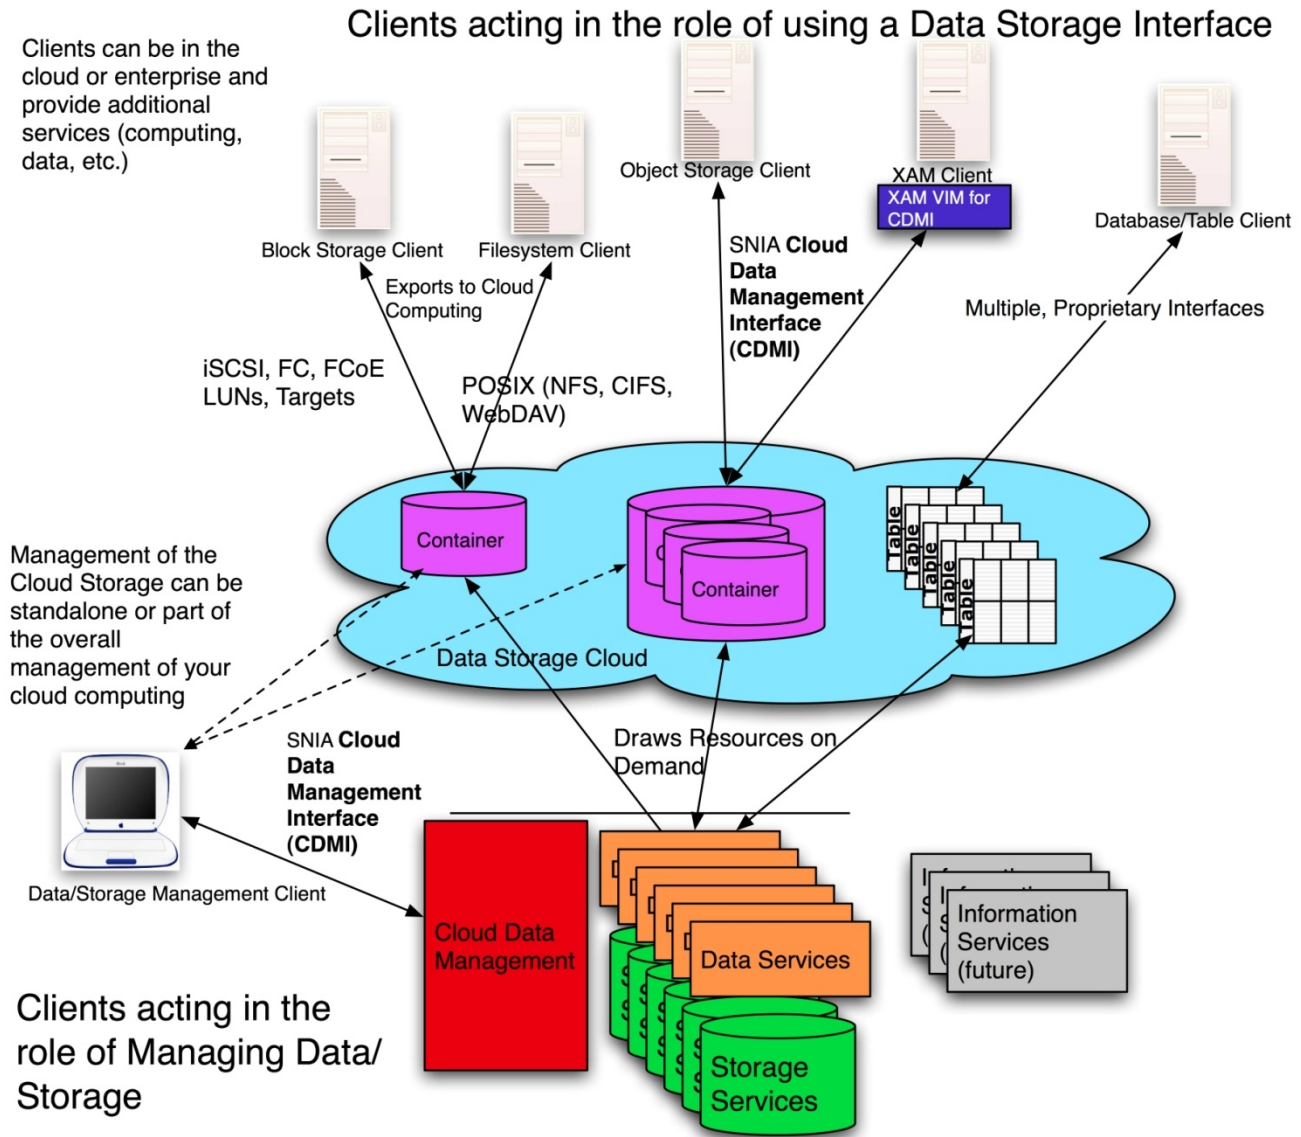 Clients acting in the role of using a Data Storage Interface
Clients can be in the
cloud or enterprise and
provide additional
services (computing,
data, etc.)
Block Storage Client
Filesystem Client
Object Storage Client
XAM Client
XAM VIM for
CDMI
Database/Table Client
Exports to Cloud
Computing
SNIA Cloud
Data
Management
Interface
(CDMI)
Multiple, Proprietary Interfaces
iSCSI, FC, FCoE
LUNs, Targets
POSIX (NFS, CIFS,
WebDAV)
Container
Container
Table
Table
Table
Table
Table
Data Storage Cloud
Management of the
Cloud Storage can be
standalone or part of
the overall
management of your
cloud computing
Draws Resources on
Demand
SNIA Cloud
Data
Management
Interface
(CDMI)
Data/Storage Management Client
Cloud Data
Management
Data Services
Storage
Services
Information
Services
(future)
Clients acting in the
role of Managing Data/
Storage